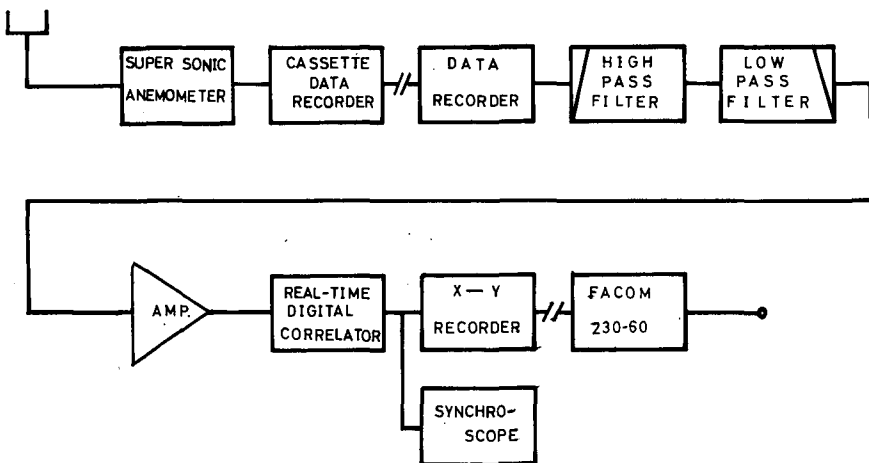 SUPER SONIC
ANEMOMETER
CASSETTE
DATA
RECORDER
DATA
RECORDER
HIGH
PASS
FILTER
LOW
PASS
FILTER
AMP.
REAL-TIME
DIGITAL
CORRELATOR
X—Y
RECORDER
FACOM
230-60
SYNCHRO-
SCOPE